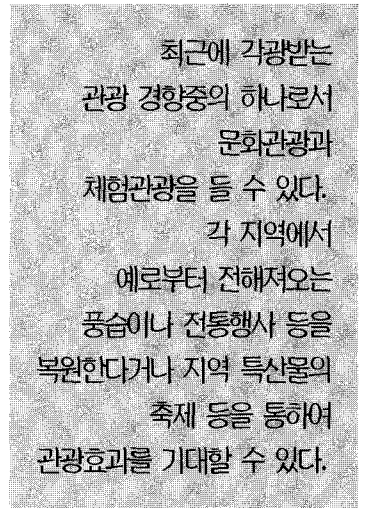 최근에 각광받는
관광 경향중의 하나로서
문화관광과
체험관광을 들 수 있다.
각 지역에서
예로부터 전해져오는
풍습이나 전통행사 등을
복원한다거나 지역 특산물의
축제 등을 통하여
관광효과를 기대할 수 있다.